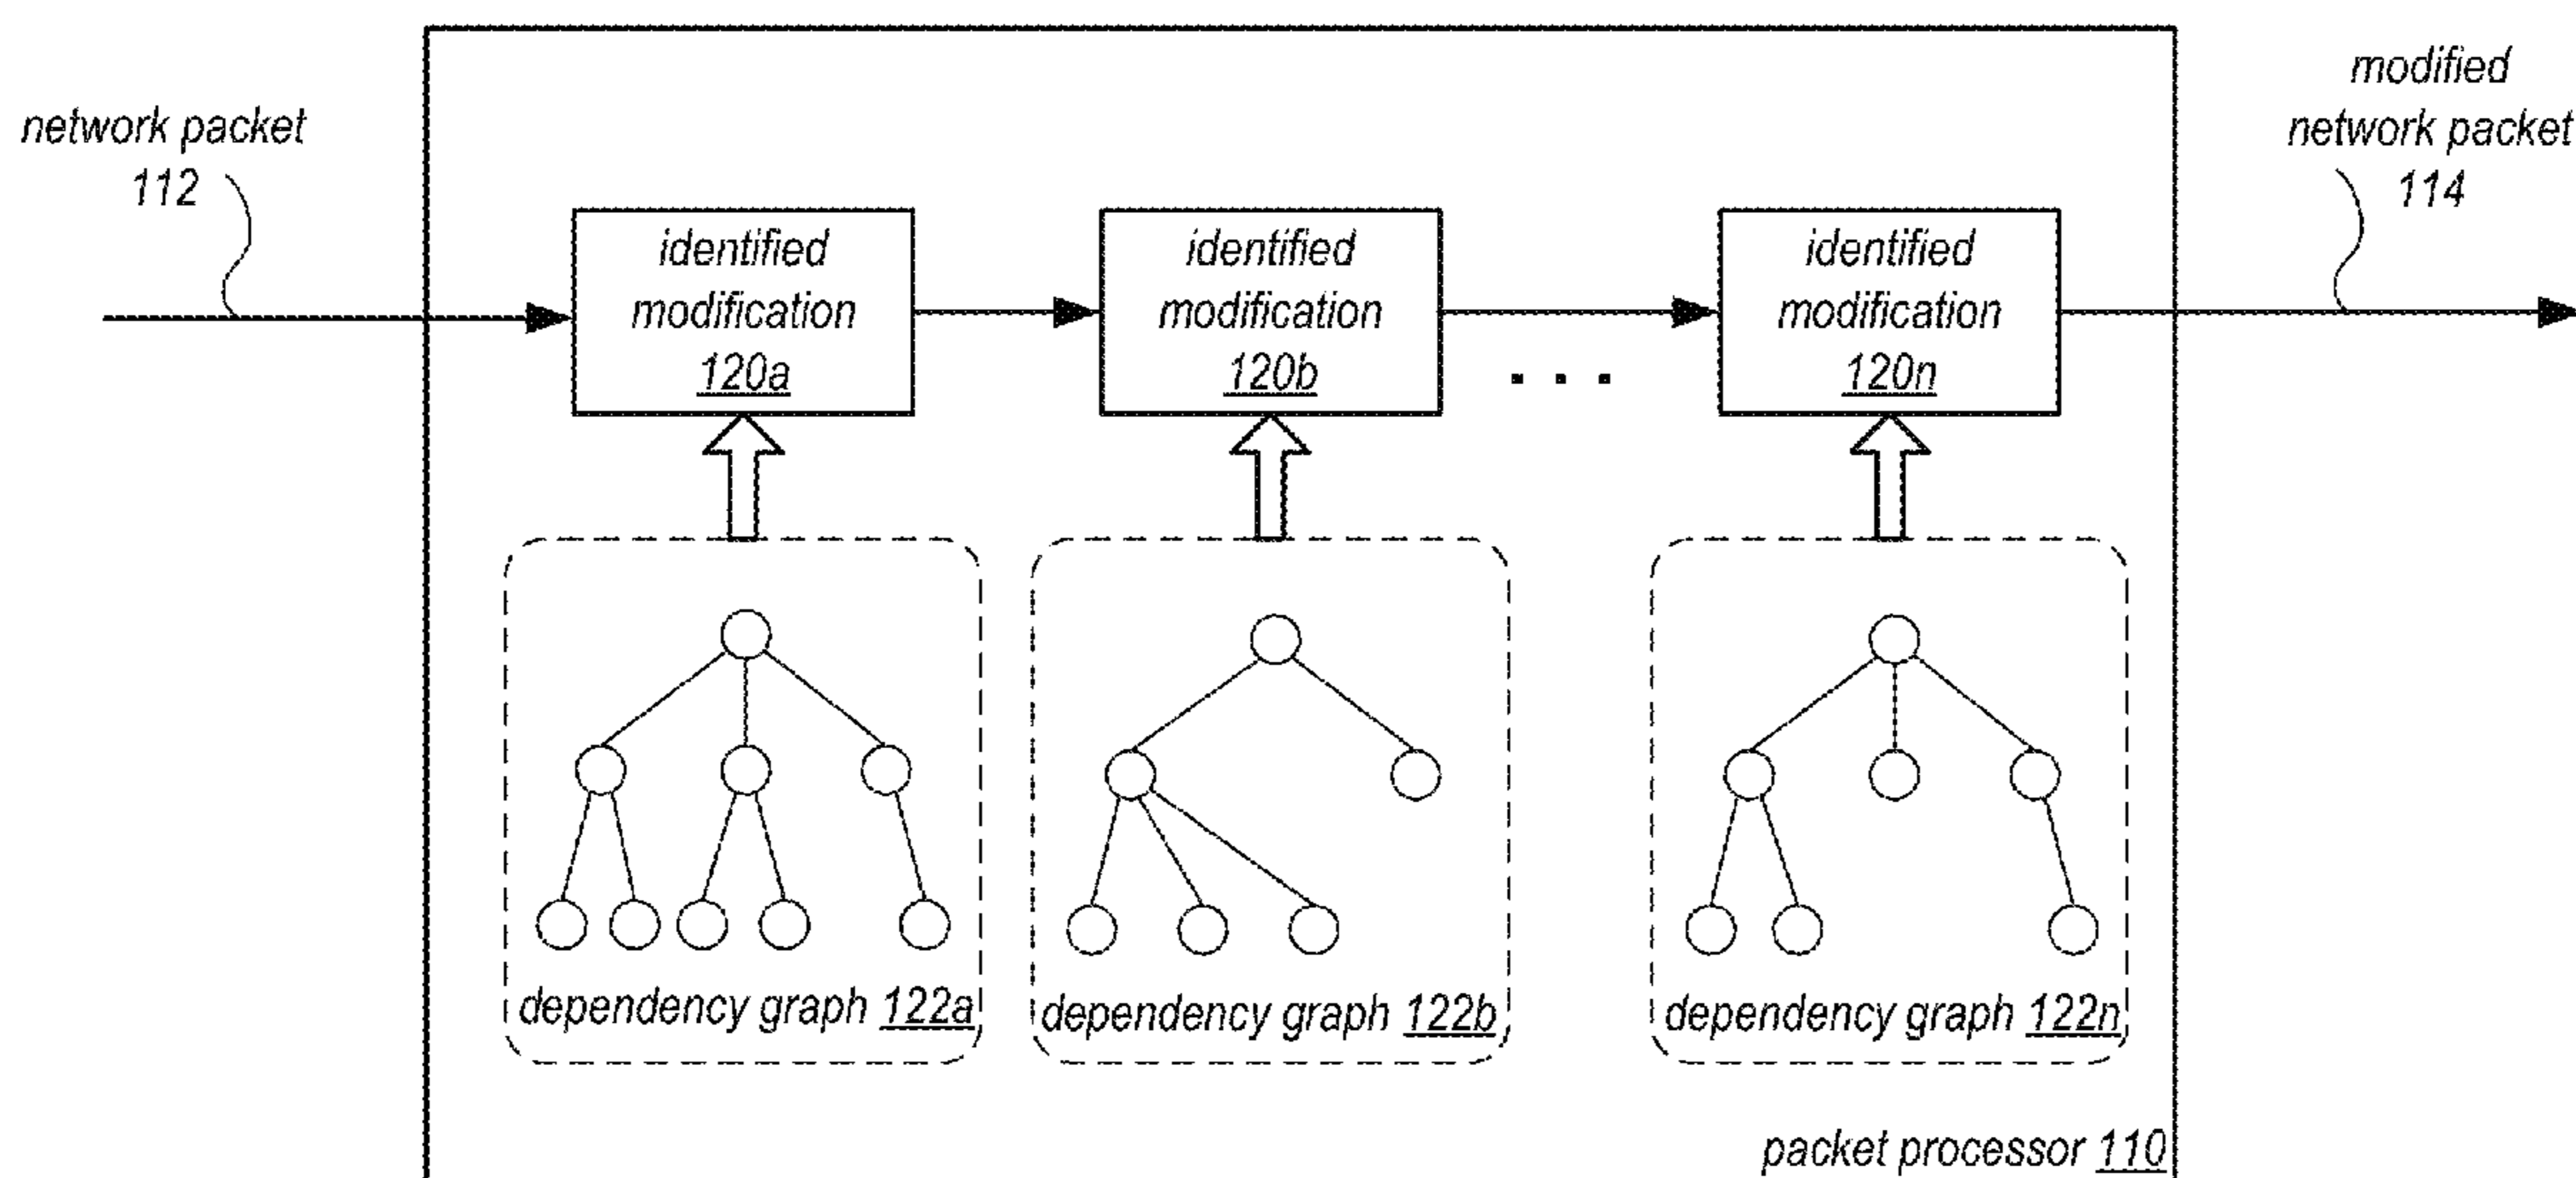 network packet
112
modified
network packet
114
identified
modification
120a
identified
modification
120b
. . .
identified
modification
120n
dependency graph 122a
dependency graph 122b
dependency graph 122n
packet processor 110